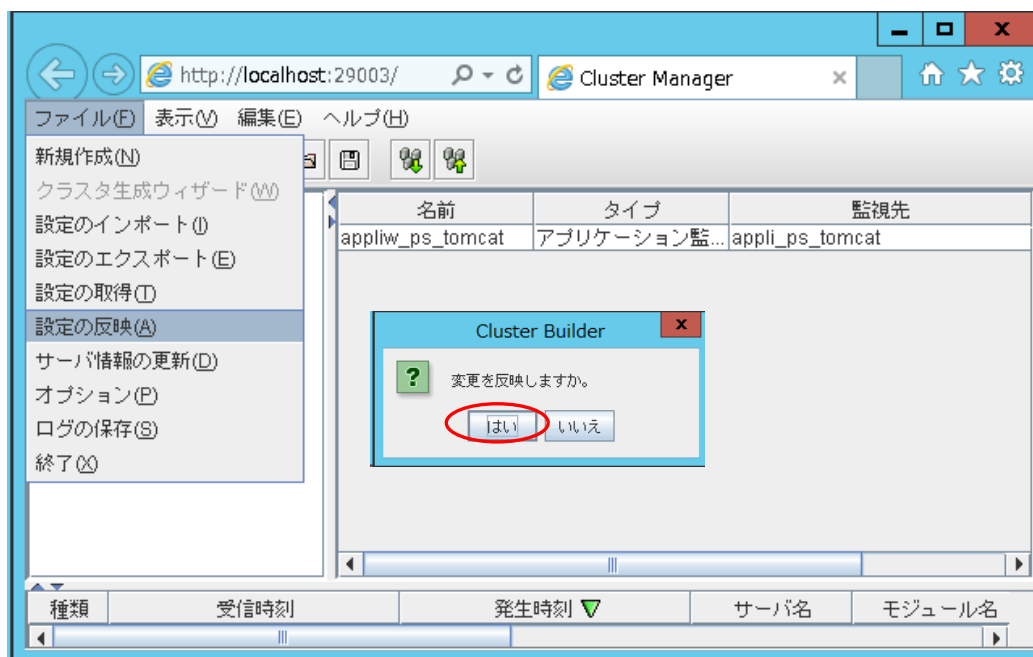 http://localhost:29003/
Cluster Manager
ファイル(F) 表示(V) 編集(E) ヘルプ(H)
新規作成(N)
クラスタ生成ウィザード(W)
設定のインポート(I)
設定のエクスポート(E)
設定の取得(T)
設定の反映(A)
サーバ情報の更新(D)
オプション(P)
ログの保存(S)
終了(X)
名前 タイプ 監視先
appliw_ps_tomcat アプリケーション監... appli_ps_tomcat
Cluster Builder
変更を反映しますか。
はい いいえ
種類 受信時刻 発生時刻 サーバ名 モジュール名